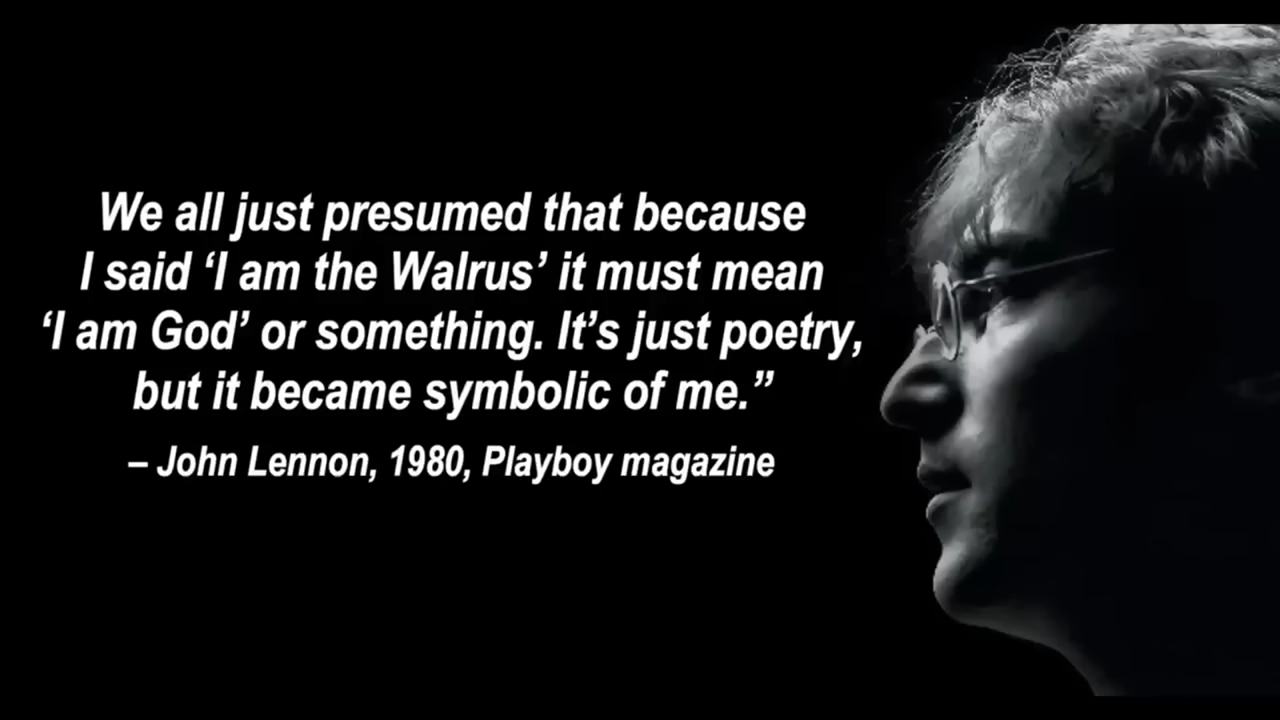 We all just presumed that because
I said ‘I am the Walrus’ it must mean
‘I am God’ or something. It’s just poetry,
but it became symbolic of me.”
– John Lennon, 1980, Playboy magazine